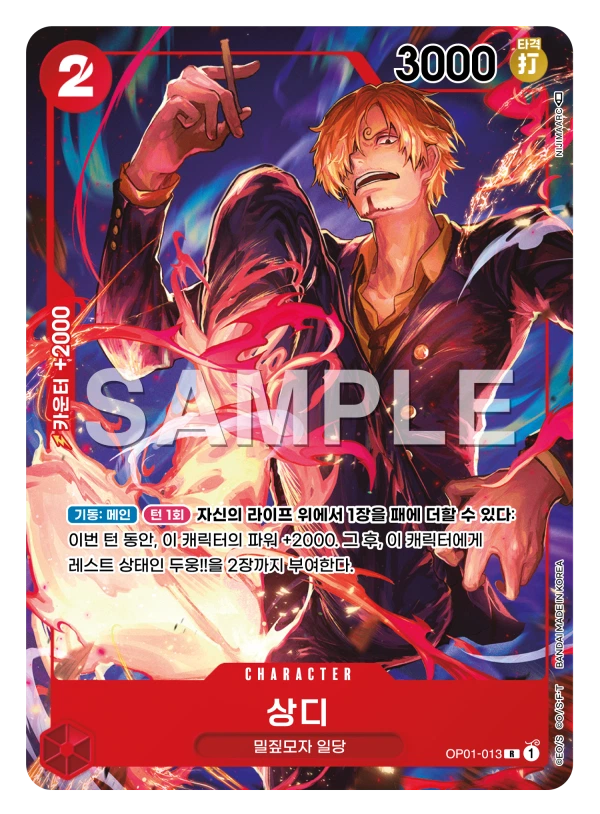 2
3000
타격
打
NIJIMAARC
카운터 +2000
SAMPLE
기동: 메인 턴 1회 자신의 라이프 위에서 1장을 패에 더할 수 있다:
이번 턴 동안, 이 캐릭터의 파워 +2000. 그 후, 이 캐릭터에게
레스트 상태인 두웅!!을 2장까지 부여한다.
CHARACTER
상디
밀짚모자 일당
OP01-013 R 1
©E.O/S. ©O/S·F·T BANDAI MADE IN KOREA